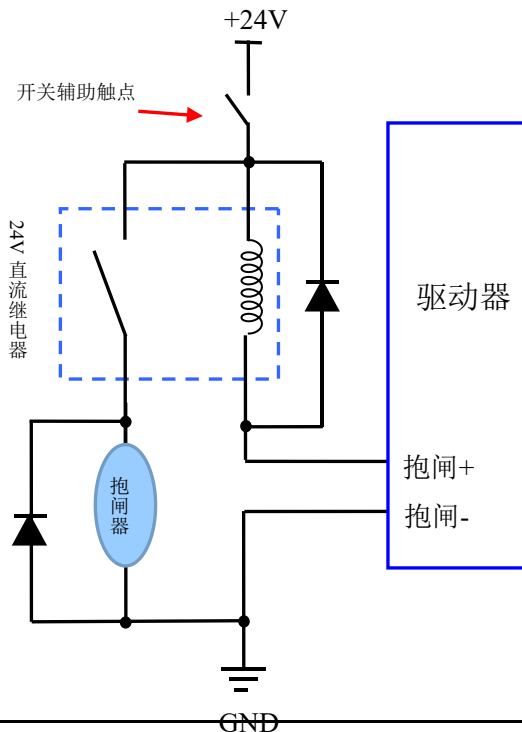 +24V
开关辅助触点
24V 直流继电器
驱动器
抱闸+
抱闸器
抱闸-
GND